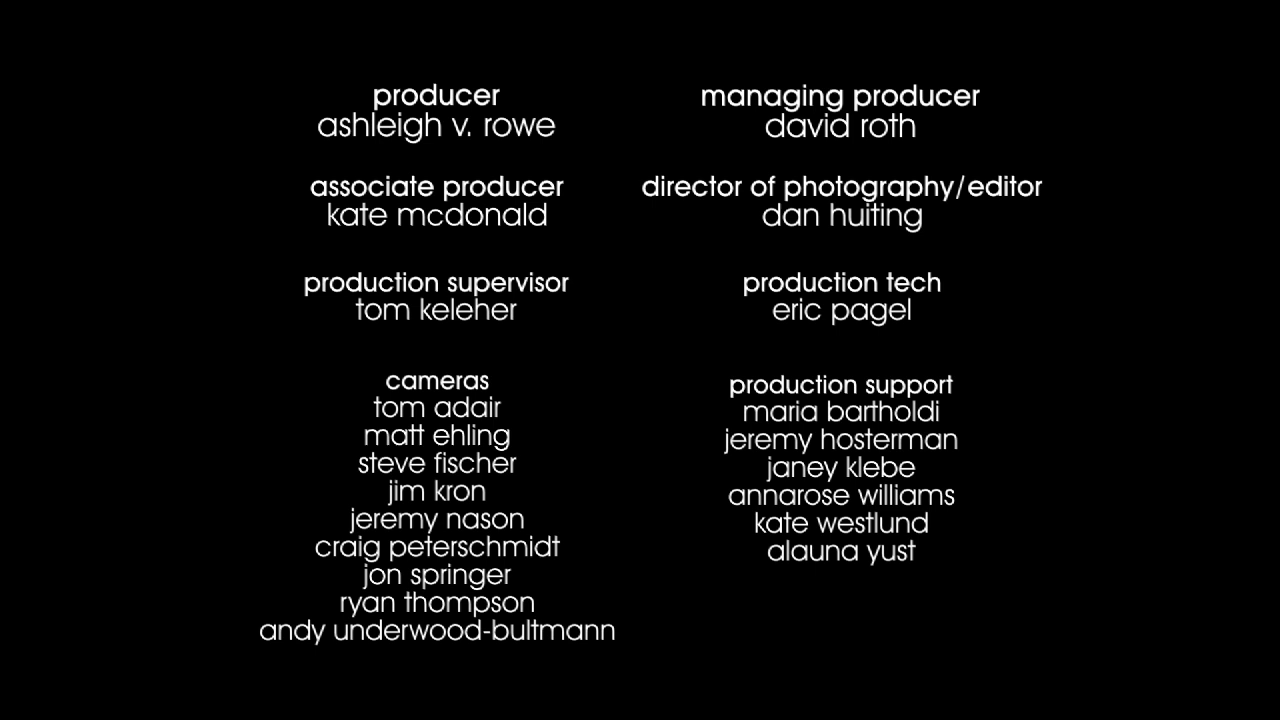 producer
ashleigh v. rowe
managing producer
david roth
associate producer
kate mcdonald
director of photography/editor
dan huiting
production supervisor
tom keleher
production tech
eric pagel
cameras
tom adair
matt ehling
steve fischer
jim kron
jeremy nason
craig peterschmidt
jon springer
ryan thompson
andy underwood-bultmann
production support
maria bartholdi
jeremy hosterman
janey klebe
annarose williams
kate westlund
alauna yust